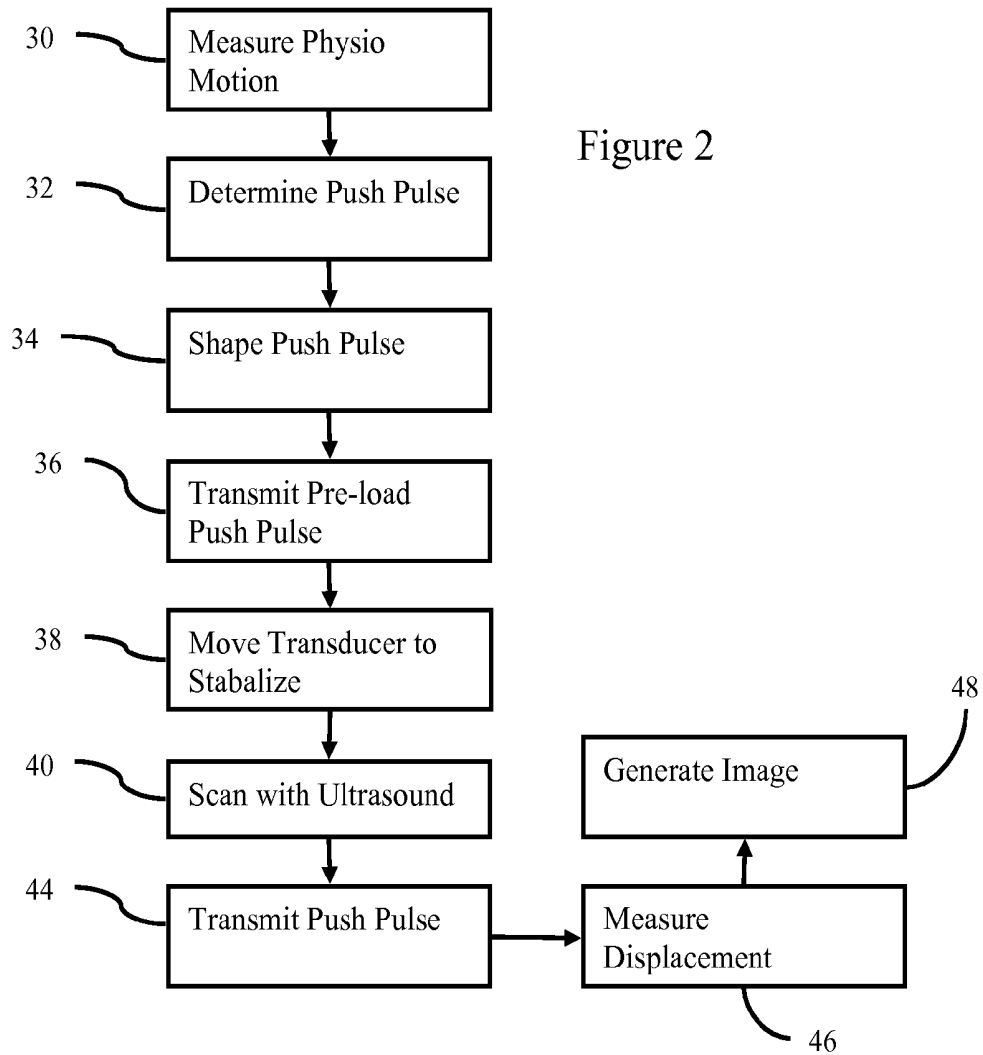 30
Measure Physio
Motion
Figure 2
32
Determine Push Pulse
34
Shape Push Pulse
36
Transmit Pre-load
Push Pulse
38
Move Transducer to
Stabalize
40
Scan with Ultrasound
44
Transmit Push Pulse
Measure
Displacement
46
Generate Image
48